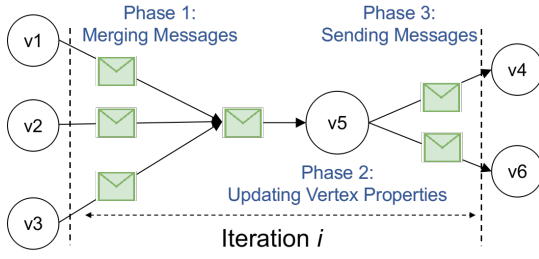 v1
Phase 1:
Merging Messages
Phase 3:
Sending Messages
v4
v2
v5
Phase 2:
Updating Vertex Properties
v6
v3
Iteration i